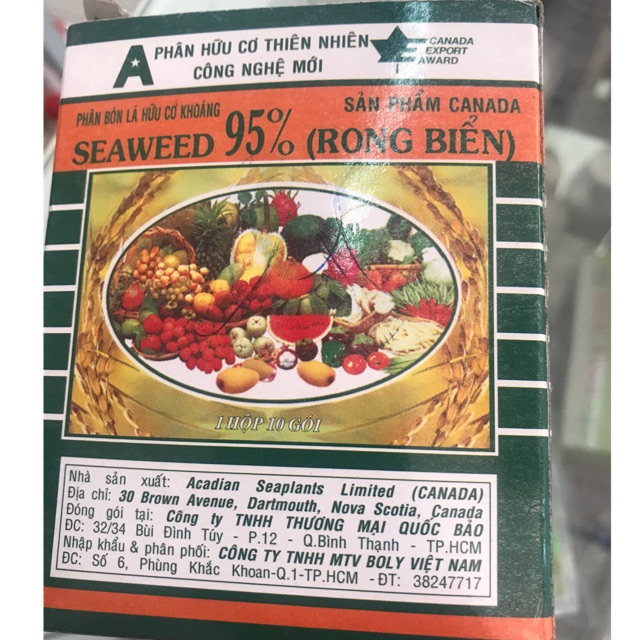 A PHÂN HỮU CƠ THIÊN NHIÊN
CÔNG NGHỆ MỚI
CANADA
EXPORT
AWARD
PHÂN BÓN LÁ HỮU CƠ KHOÁNG
SẢN PHẨM CANADA
SEAWEED 95% (RONG BIỂN)
1 HỘP 10 GÓI
Nhà sản xuất: Acadian Seaplants Limited (CANADA)
Địa chỉ: 30 Brown Avenue, Dartmouth, Nova Scotia, Canada
Đóng gói tại: Công ty TNHH THƯƠNG MẠI QUỐC BẢO
ĐC: 32/34 Bùi Đình Túy - P.12 - Q.Bình Thạnh - TP.HCM
Nhập khẩu & phân phối: CÔNG TY TNHH MTV BOLY VIỆT NAM
ĐC: Số 6, Phùng Khắc Khoan-Q.1-TP.HCM -ĐT: 38247717